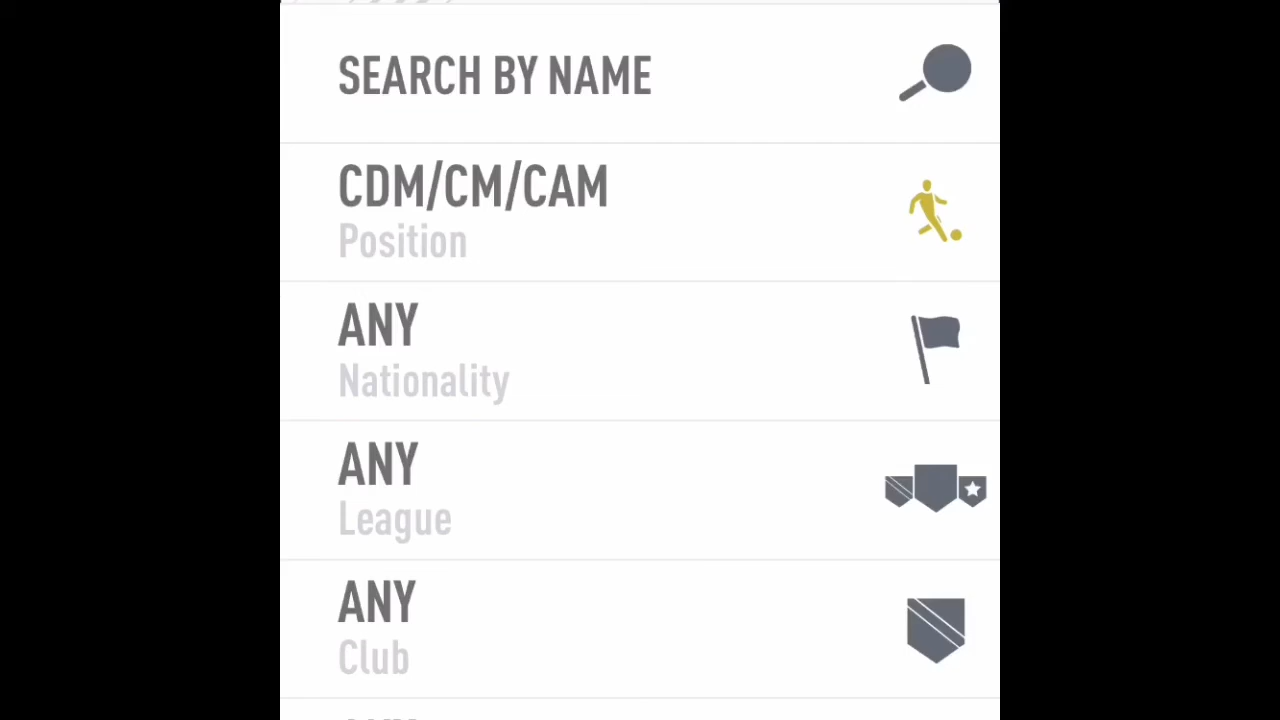 SEARCH BY NAME
CDM/CM/CAM
Position
ANY
Nationality
ANY
League
ANY
Club